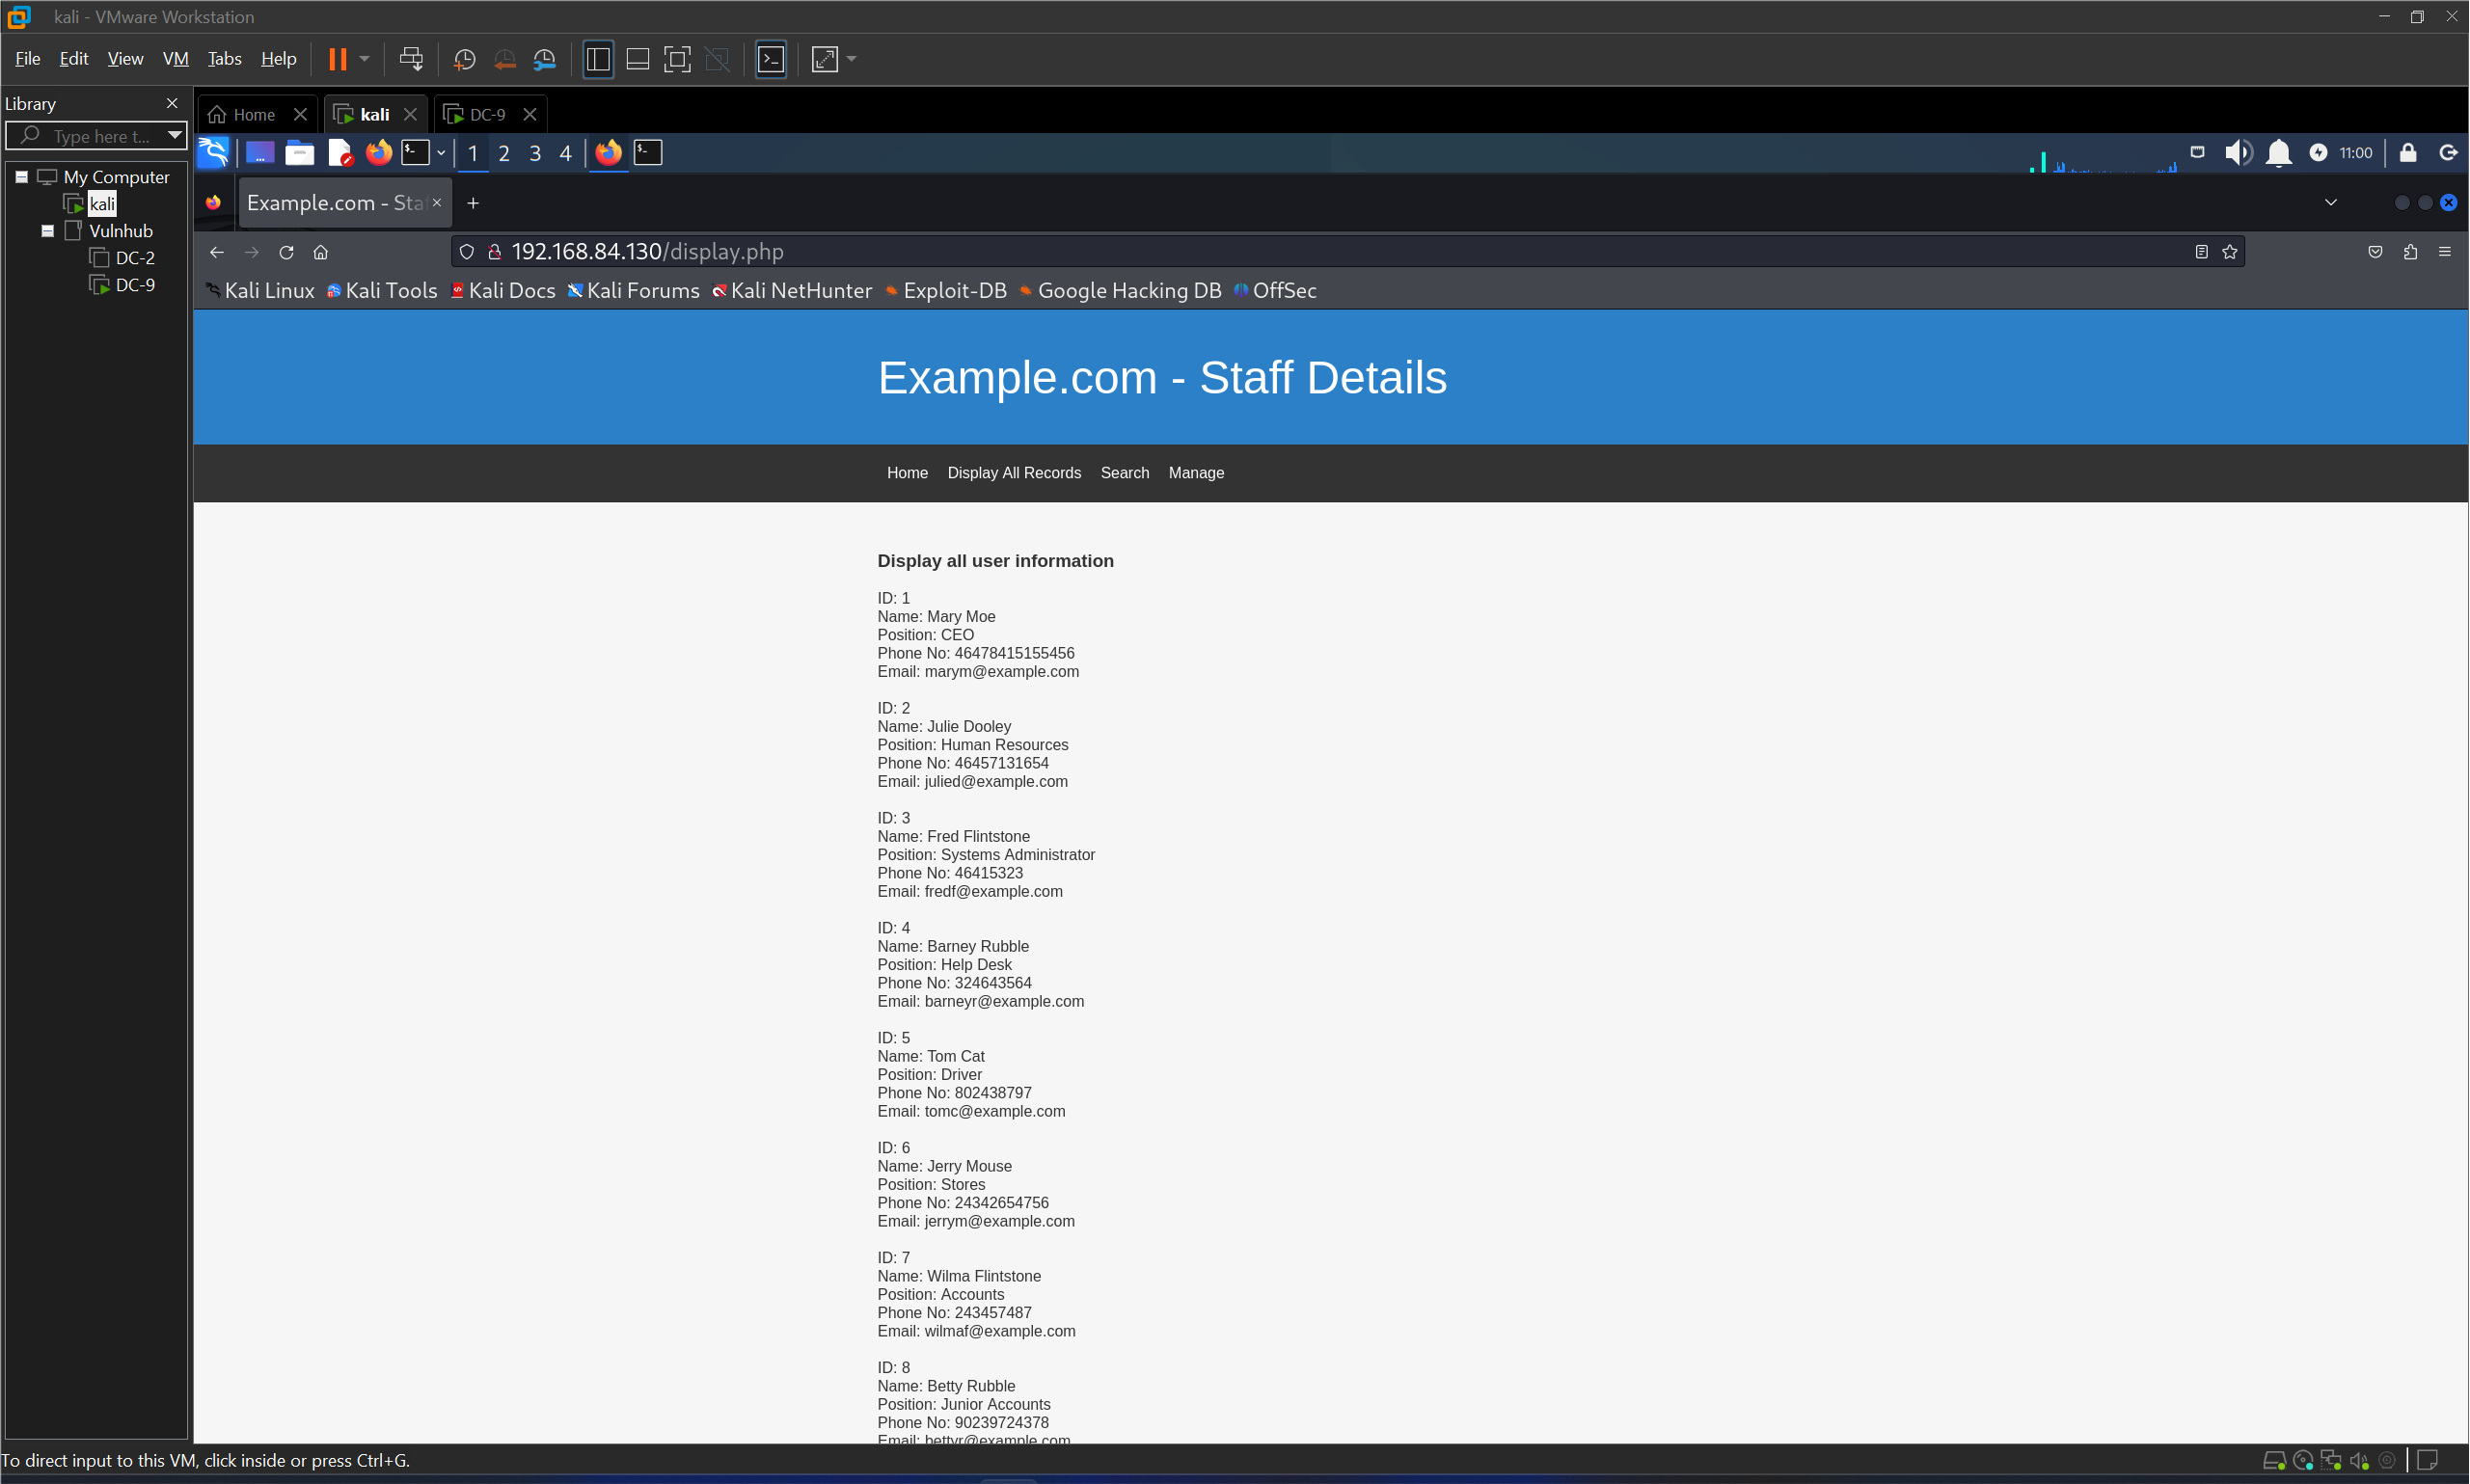 kali - VMware Workstation
File Edit View VM Tabs Help
Library
Type here t...
My Computer
kali
Vulnhub
DC-2
DC-9
Home kali DC-9
1 2 3 4 11:00
Example.com - Sta
192.168.84.130/display.php
Kali Linux Kali Tools Kali Docs Kali Forums Kali NetHunter Exploit-DB Google Hacking DB OffSec
Example.com - Staff Details
Home Display All Records Search Manage
Display all user information
ID: 1
Name: Mary Moe
Position: CEO
Phone No: 46478415155456
Email: marym@example.com
ID: 2
Name: Julie Dooley
Position: Human Resources
Phone No: 46457131654
Email: julied@example.com
ID: 3
Name: Fred Flintstone
Position: Systems Administrator
Phone No: 46415323
Email: fredf@example.com
ID: 4
Name: Barney Rubble
Position: Help Desk
Phone No: 324643564
Email: barneyr@example.com
ID: 5
Name: Tom Cat
Position: Driver
Phone No: 802438797
Email: tomc@example.com
ID: 6
Name: Jerry Mouse
Position: Stores
Phone No: 24342654756
Email: jerrym@example.com
ID: 7
Name: Wilma Flintstone
Position: Accounts
Phone No: 243457487
Email: wilmaf@example.com
ID: 8
Name: Betty Rubble
Position: Junior Accounts
Phone No: 90239724378
Email: bettyr@example.com
To direct input to this VM, click inside or press Ctrl+G.